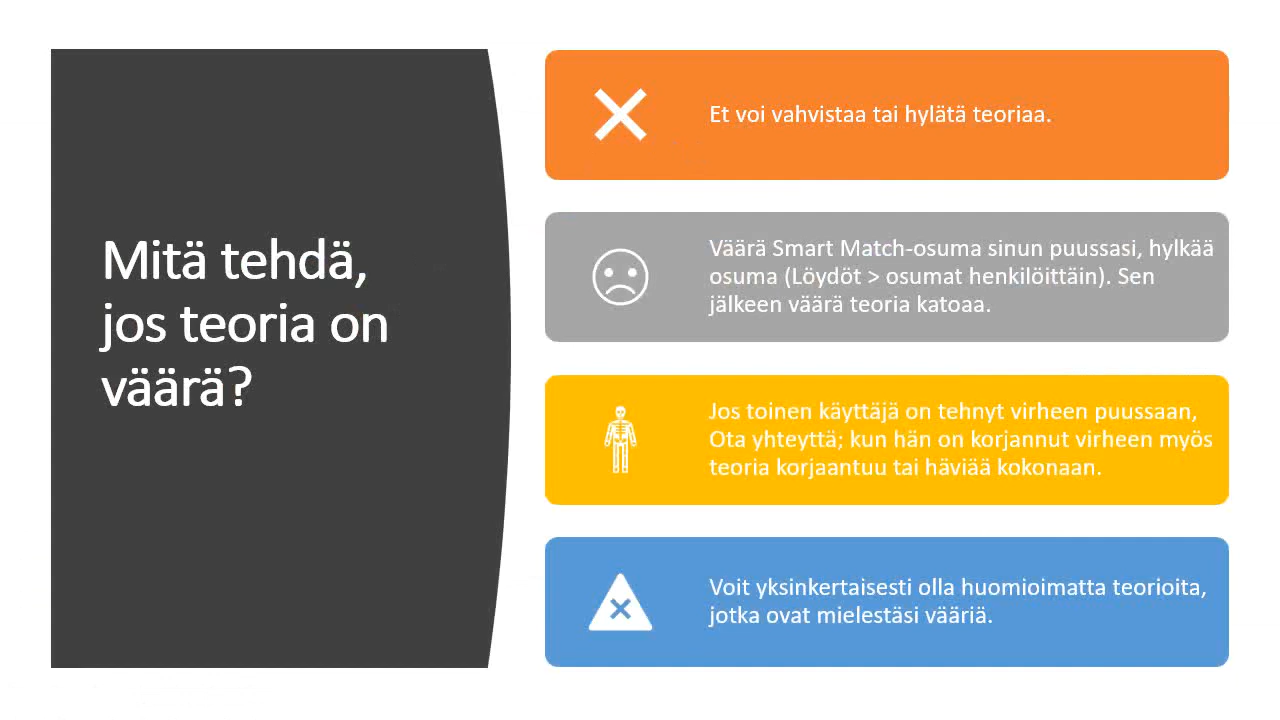 Mitä tehdä,
jos teoria on
väärä?
Et voi vahvistaa tai hylätä teoriaa.
Väärä Smart Match-osuma sinun puussasi, hylkää
osuma (Löydöt > osumat henkilöittäin). Sen
jälkeen väärä teoria katoaa.
Jos toinen käyttäjä on tehnyt virheen puussaan,
Ota yhteyttä; kun hän on korjannut virheen myös
teoria korjaantuu tai häviää kokonaan.
Voit yksinkertaisesti olla huomioimatta teorioita,
jotka ovat mielestäsi vääriä.